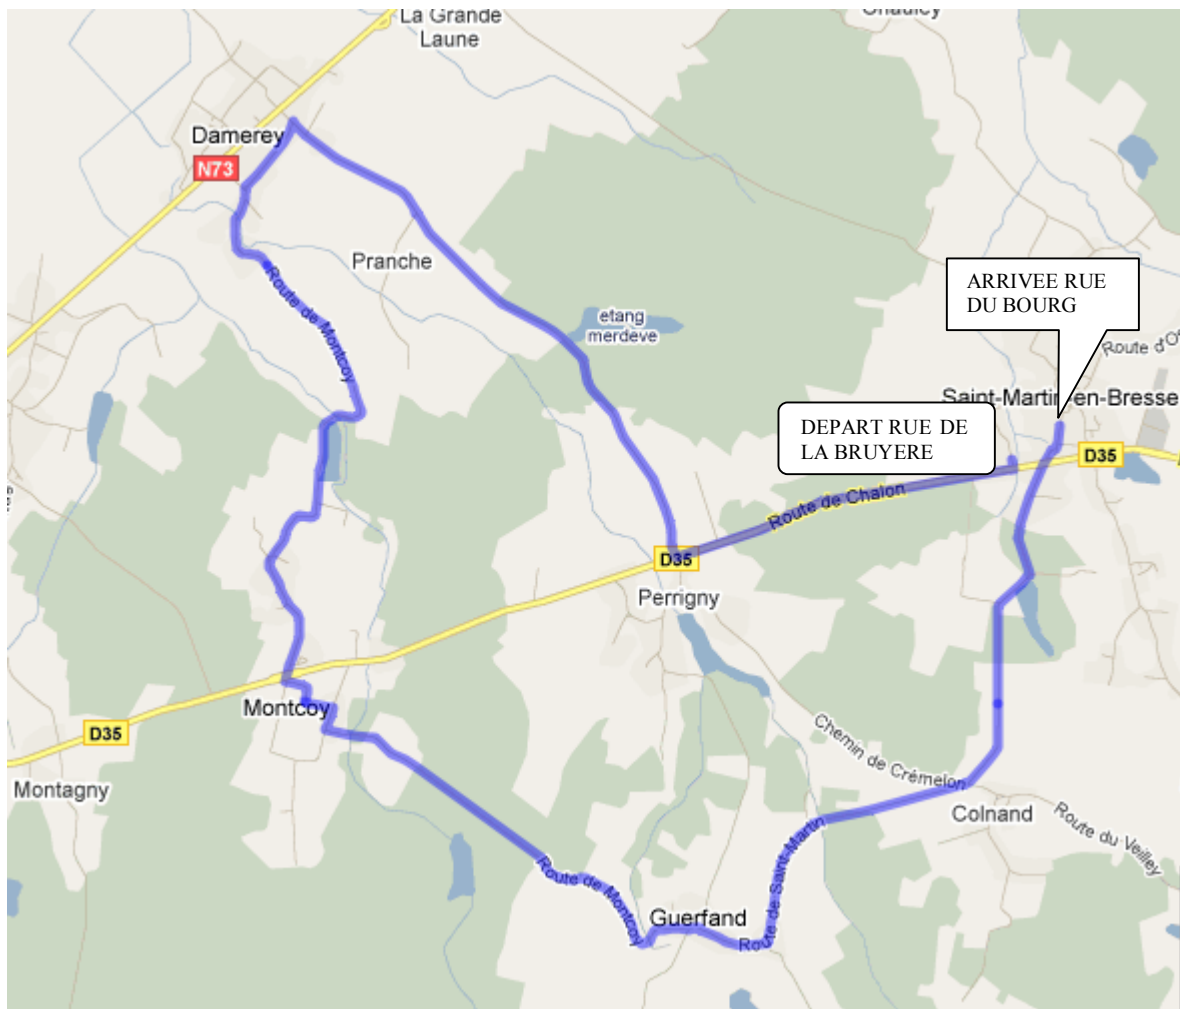 La Grande
Laune
Damerey
N73
Pranche
etang
merdeve
ARRIVEE RUE
DU BOURG
Route d'O
Saint-Martin-en-Bresse
DEPART RUE DE
LA BRUYERE
D35
Route de Chalon
Route de Montcoy
D35
Perrigny
Montcoy
D35
Montagny
Chemin de Crémelon
Colnand
Route du Veilley
Route de Saint-Martin
Route de Montcoy
Guerfand